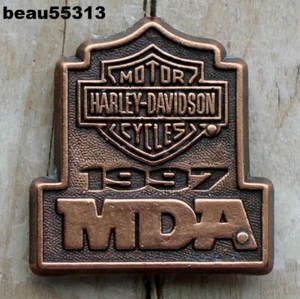 beau55313
MOTOR
HARLEY-DAVIDSON
CYCLES
1997
MDA